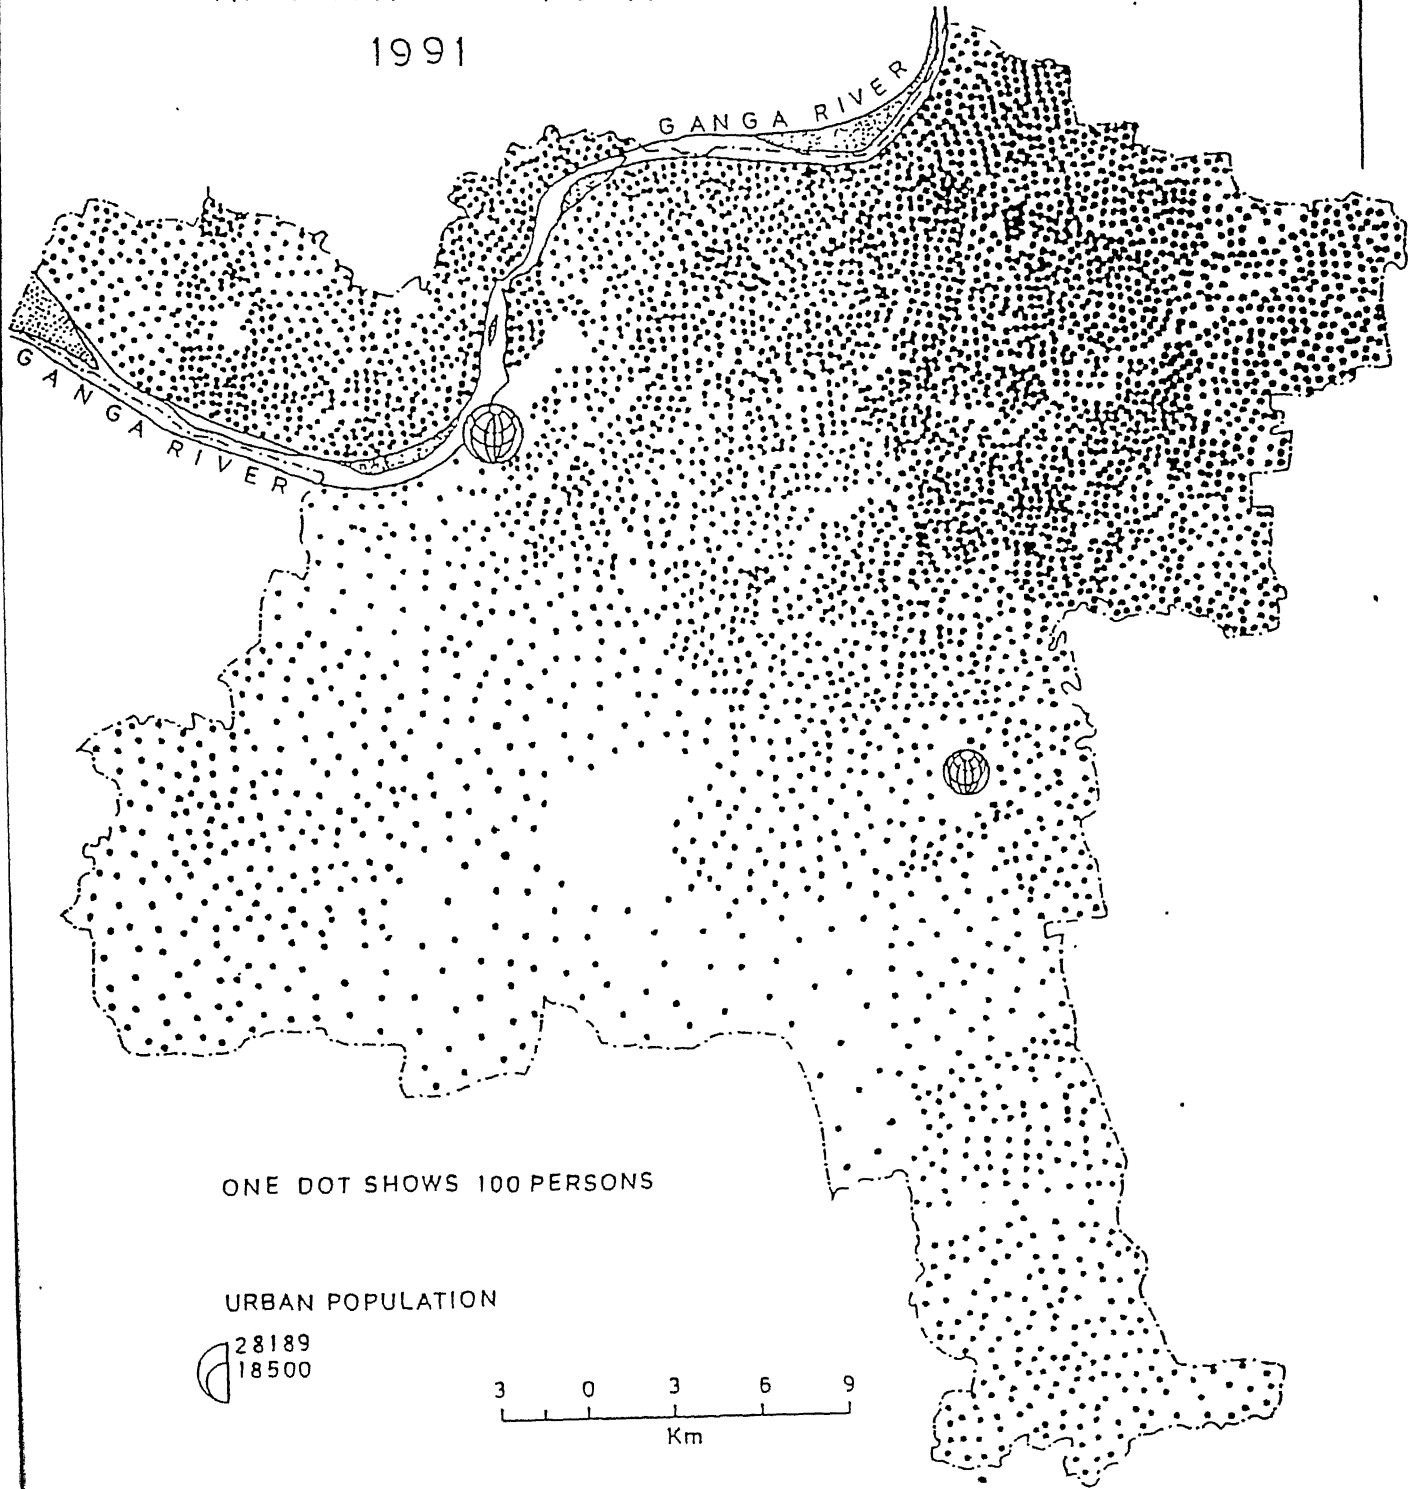 1991
GANGA RIVER
GANGA RIVER
ONE DOT SHOWS 100 PERSONS
URBAN POPULATION
28189
18500
3 0 3 6 9
Km